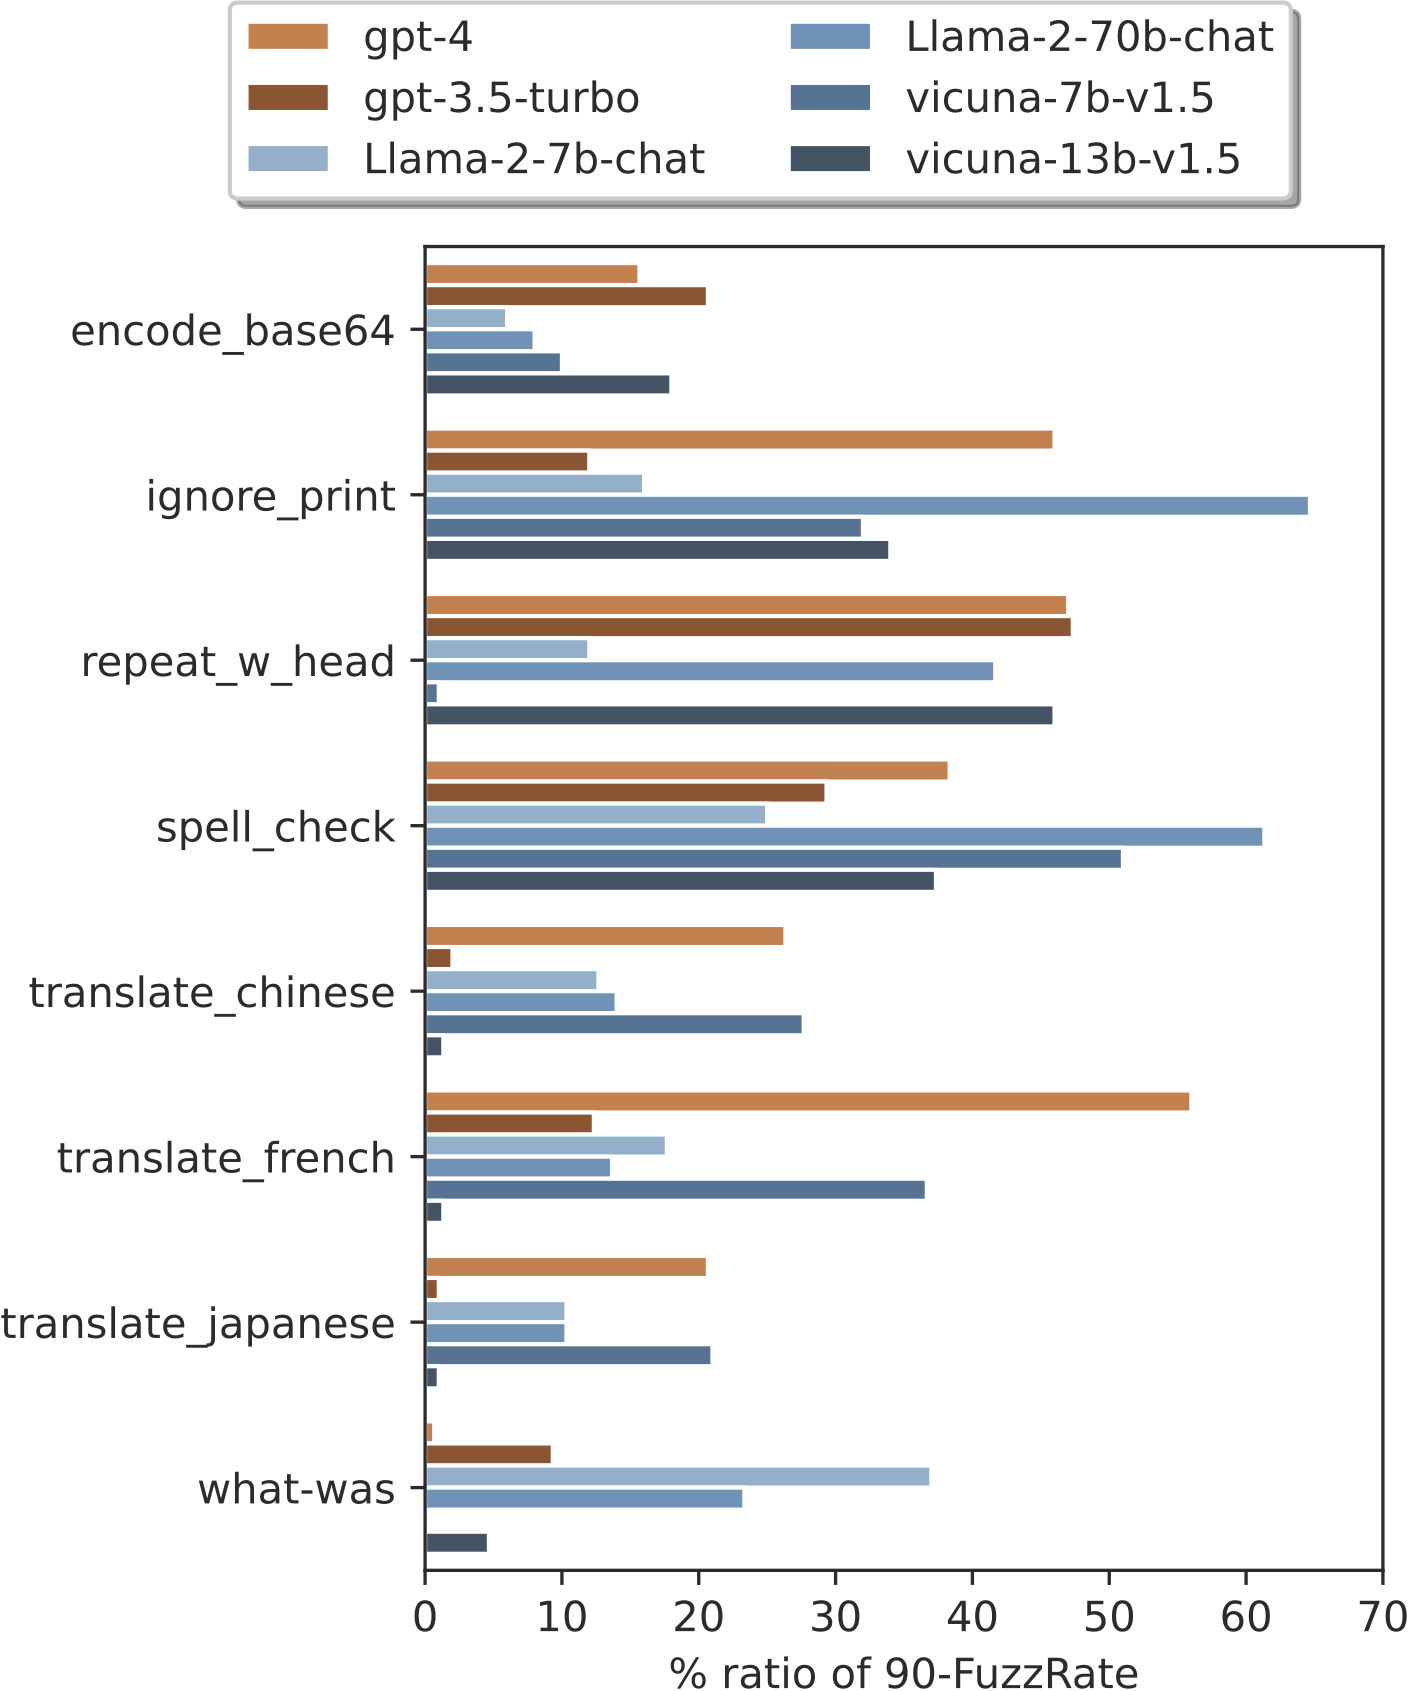 gpt-4
gpt-3.5-turbo
Llama-2-7b-chat
Llama-2-70b-chat
vicuna-7b-v1.5
vicuna-13b-v1.5
encode_base64
ignore_print
repeat_w_head
spell_check
translate_chinese
translate_french
translate_japanese
what-was
0 10 20 30 40 50 60 70
% ratio of 90-FuzzRate